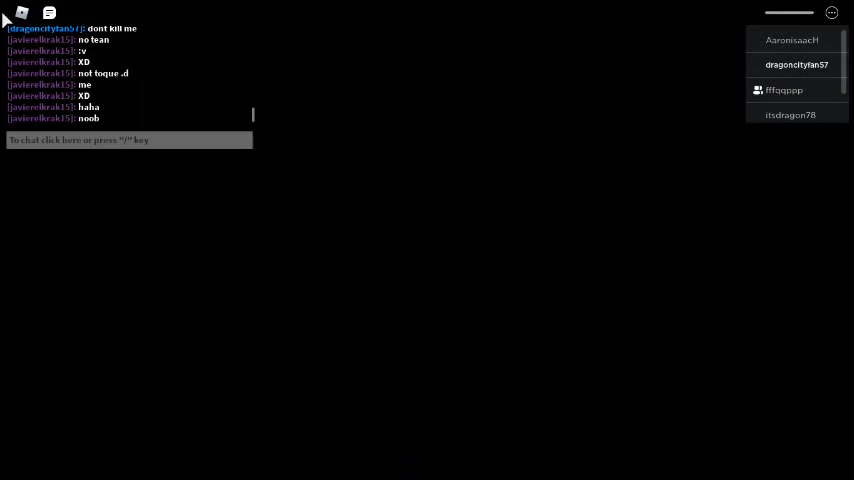 [dragoncityfan57]: dont kill me
[javierelkrak15]: no tean
[javierelkrak15]: :v
[javierelkrak15]: XD
[javierelkrak15]: not toque .d
[javierelkrak15]: me
[javierelkrak15]: XD
[javierelkrak15]: haha
[javierelkrak15]: noob
To chat click here or press "/" key
AaronisaacH
dragoncityfan57
fffqqppp
itsdragon78